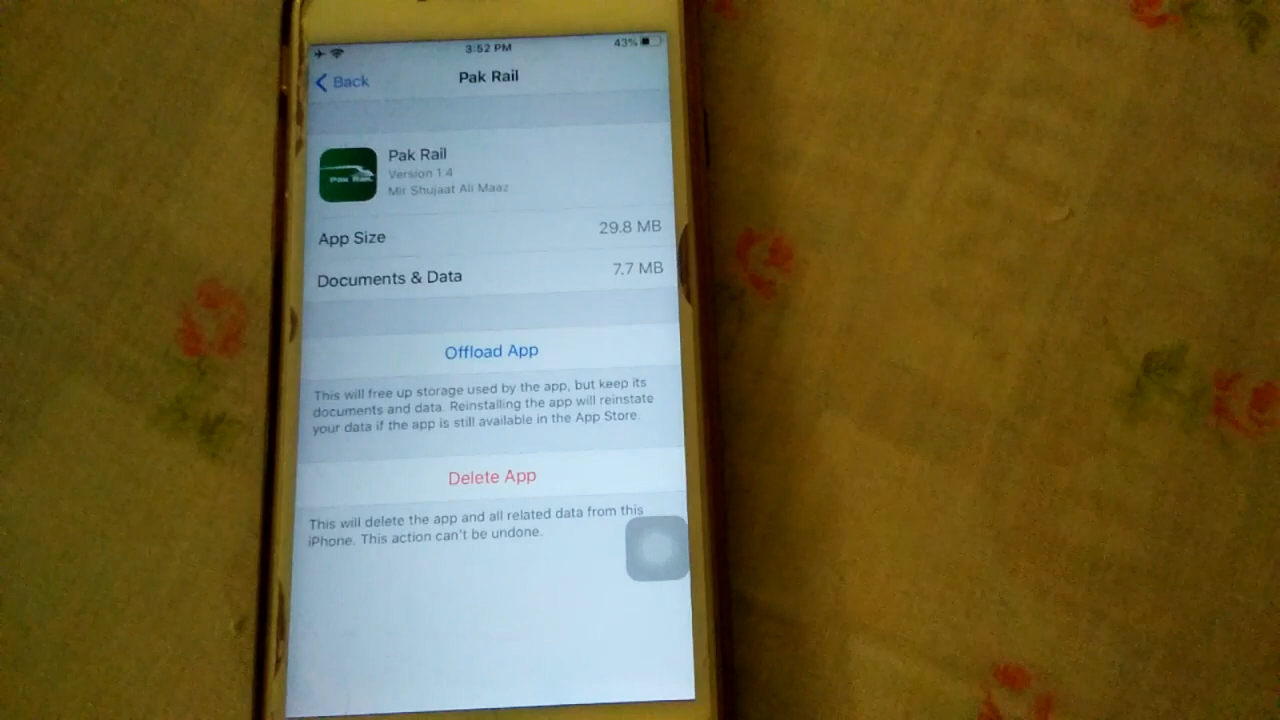 3:52 PM
43%
Back
Pak Rail
Pak Rail
Version 1.4
Mir Shujaat Ali Maaz
Pak Rail
App Size
29.8 MB
Documents & Data
7.7 MB
Offload App
This will free up storage used by the app, but keep its
documents and data. Reinstalling the app will reinstate
your data if the app is still available in the App Store.
Delete App
This will delete the app and all related data from this
iPhone. This action can't be undone.